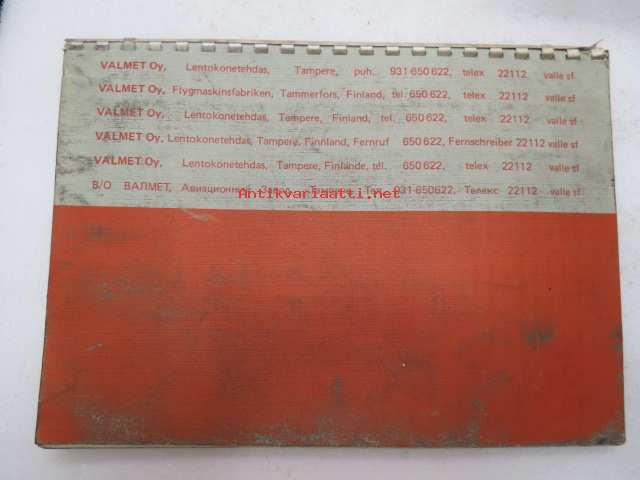 VALMET Oy, Lentokonetehdas, Tampere, puh. 931 650 622, telex 22112 valle sf
VALMET Oy, Flygmaskinsfabriken, Tammerfors, Finland, tel. 650 622, telex 22112 valle sf
VALMET Oy, Lentokonetehdas, Tampere, Finland, tel. 650 622, telex 22112 valle sf
VALMET Oy, Lentokonetehdas, Tampere, Finnland, Fernruf 650 622, Fernschreiber 22112 valle sf
VALMET Oy, Lentokonetehdas, Tampere, Finlande, tél. 650 622, telex 22112 valle sf
В/О ВАЛМЕТ, Авиационный 931 650622, Телекс 22112 valle sf
Antikvariaatti.net